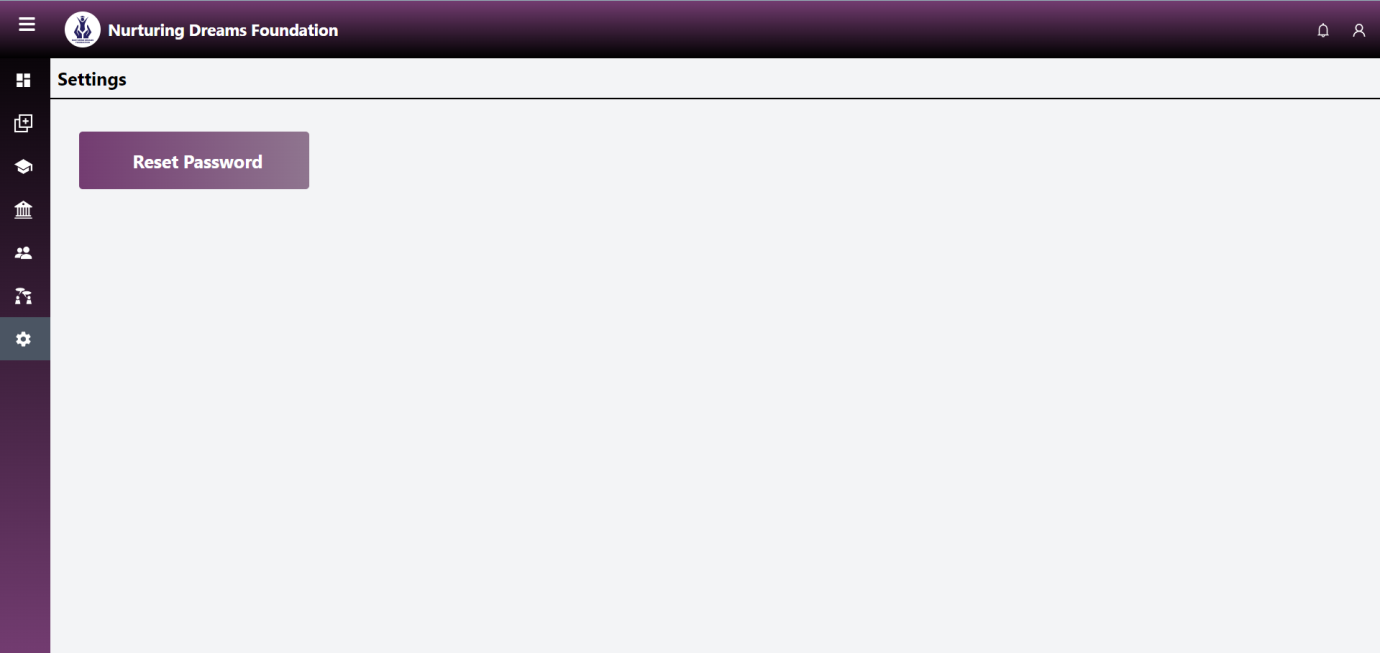 Nurturing Dreams Foundation
Settings
Reset Password